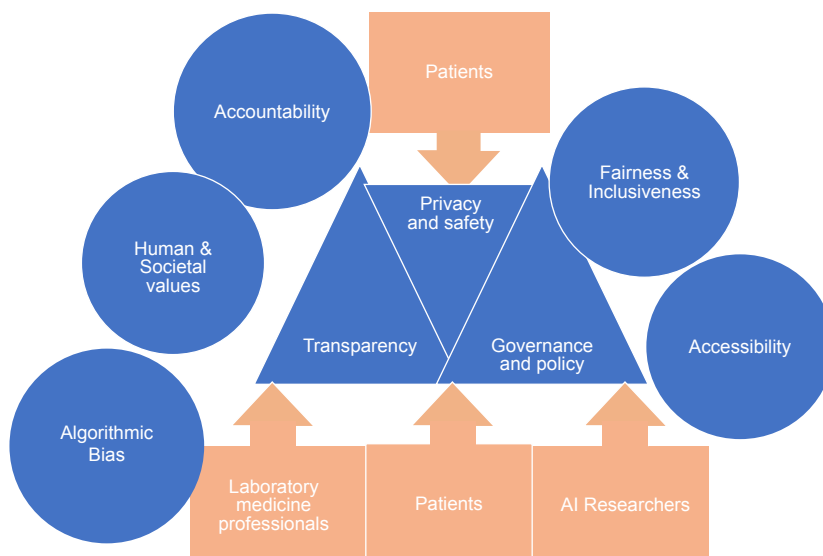 Patients
Accountability
Fairness &
Inclusiveness
Privacy
and safety
Human &
Societal
values
Transparency
Governance
and policy
Accessibility
Algorithmic
Bias
Laboratory
medicine
professionals
Patients
AI Researchers